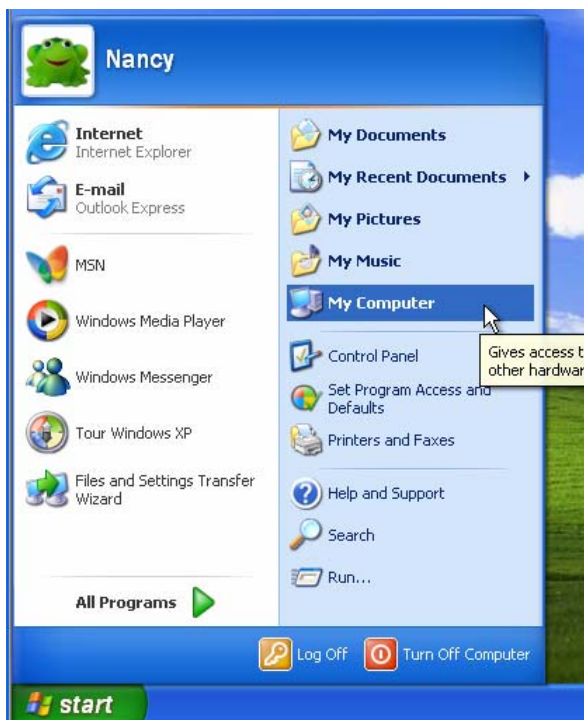 Nancy
Internet
Internet Explorer
E-mail
Outlook Express
MSN
Windows Media Player
Windows Messenger
Tour Windows XP
Files and Settings Transfer
Wizard
All Programs
My Documents
My Recent Documents
My Pictures
My Music
My Computer
Gives access t
other hardwar
Control Panel
Set Program Access and
Defaults
Printers and Faxes
Help and Support
Search
Run...
Log Off
Turn Off Computer
start